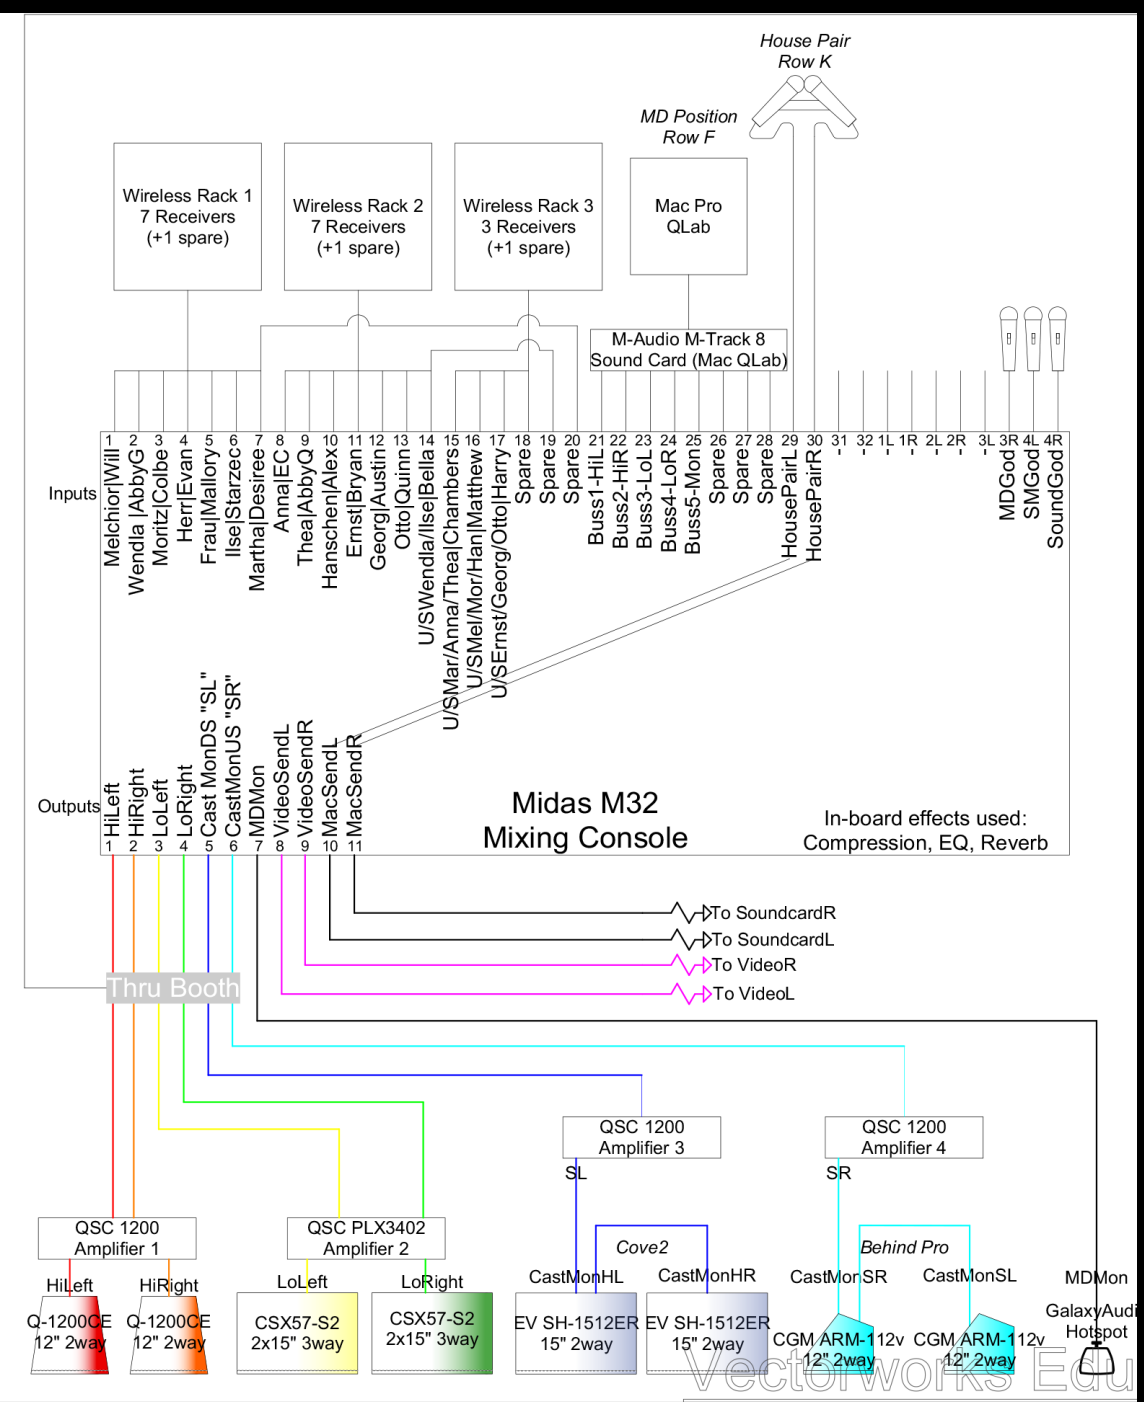 House Pair
Row K
MD Position
Row F
Wireless Rack 1
7 Receivers
(+1 spare)
Wireless Rack 2
7 Receivers
(+1 spare)
Wireless Rack 3
3 Receivers
(+1 spare)
Mac Pro
QLab
M-Audio M-Track 8
Sound Card (Mac QLab)
1 2 3 4 5 6 7 8 9 10 11 12 13 14 15 16 17 18 19 20 21 22 23 24 25 26 27 28 29 30 31 32 1L 1R 2L 2R 3L 3R 4L 4R
Inputs
Melchior|Will
Wendla |AbbyG
Moritz|Colbe
Herr|Evan
Frau|Mallory
Ilse|Starzec
Martha|Desiree
Anna|EC
Thea|AbbyQ
Hanschen|Alex
Ernst|Bryan
Georg|Austin
Otto|Quinn
U/SWendla/Ilse|Bella
U/SMar/Anna/Thea|Chambers
U/SMel/Mor/Han|Matthew
U/SErnst/Georg/Otto|Harry
Spare
Spare
Spare
Buss1-HiL
Buss2-HiR
Buss3-LoL
Buss4-LoR
Buss5-Mon
Spare
Spare
Spare
HousePairL
HousePairR
-
-
-
-
-
-
-
MDGod
SMGod
SoundGod
Outputs
HiLeft
HiRight
LoLeft
LoRight
Cast MonDS "SL"
CastMonUS "SR"
MDMon
VideoSendL
VideoSendR
MacSendL
MacSendR
1 2 3 4 5 6 7 8 9 10 11
Midas M32
Mixing Console
In-board effects used:
Compression, EQ, Reverb
To SoundcardR
To SoundcardL
To VideoR
To VideoL
Thru Booth
QSC 1200
Amplifier 3
QSC 1200
Amplifier 4
SL
SR
QSC 1200
Amplifier 1
QSC PLX3402
Amplifier 2
Cove2
Behind Pro
HiLeft
HiRight
LoLeft
LoRight
CastMonHL
CastMonHR
CastMonSR
CastMonSL
MDMon
Q-1200CE
12" 2way
Q-1200CE
12" 2way
CSX57-S2
2x15" 3way
CSX57-S2
2x15" 3way
EV SH-1512ER
15" 2way
EV SH-1512ER
15" 2way
CGM ARM-112v
12" 2way
CGM ARM-112v
12" 2way
GalaxyAudi
Hotspot
Vectorworks Edu